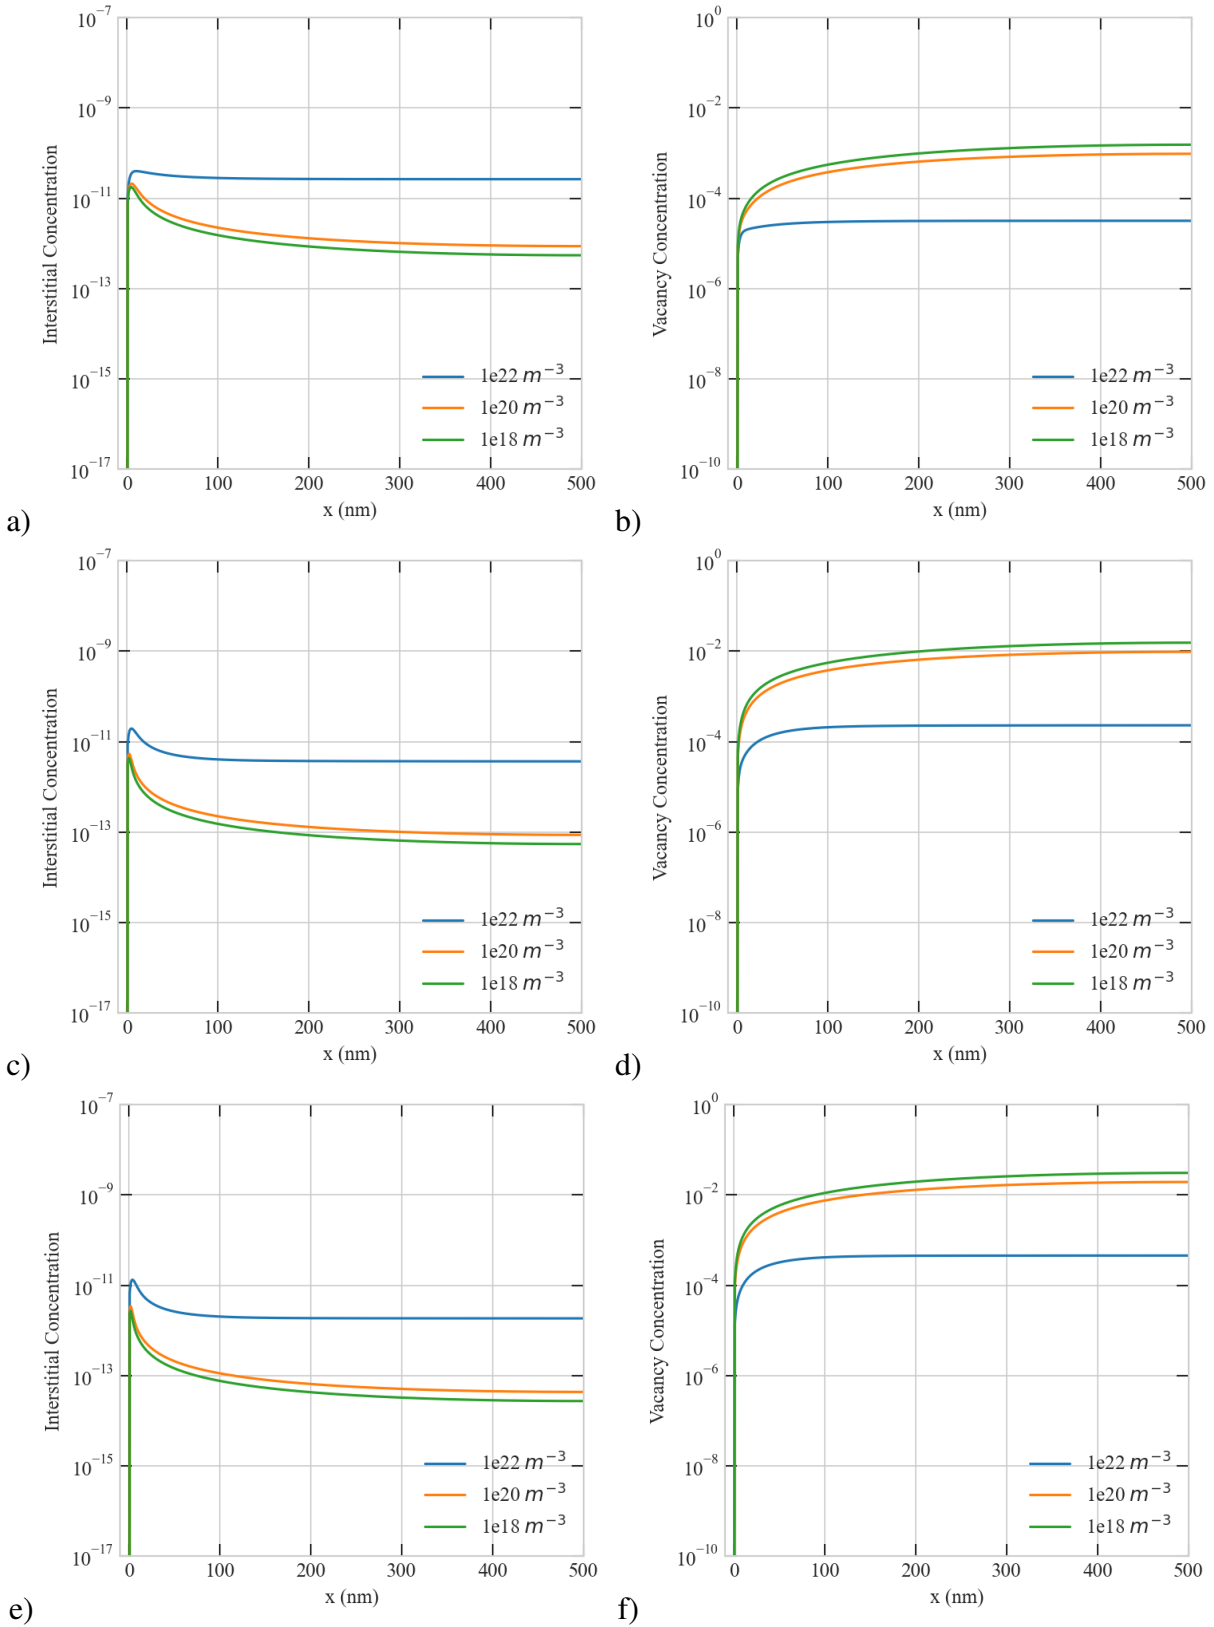 10⁻⁷
10⁻⁹
10⁻¹¹
10⁻¹³
10⁻¹⁵
10⁻¹⁷
Interstitial Concentration
1e22 m⁻³
1e20 m⁻³
1e18 m⁻³
0 100 200 300 400 500
x (nm)
a)
10⁰
10⁻²
10⁻⁴
10⁻⁶
10⁻⁸
10⁻¹⁰
Vacancy Concentration
1e22 m⁻³
1e20 m⁻³
1e18 m⁻³
0 100 200 300 400 500
x (nm)
b)
10⁻⁷
10⁻⁹
10⁻¹¹
10⁻¹³
10⁻¹⁵
10⁻¹⁷
Interstitial Concentration
1e22 m⁻³
1e20 m⁻³
1e18 m⁻³
0 100 200 300 400 500
x (nm)
c)
10⁰
10⁻²
10⁻⁴
10⁻⁶
10⁻⁸
10⁻¹⁰
Vacancy Concentration
1e22 m⁻³
1e20 m⁻³
1e18 m⁻³
0 100 200 300 400 500
x (nm)
d)
10⁻⁷
10⁻⁹
10⁻¹¹
10⁻¹³
10⁻¹⁵
10⁻¹⁷
Interstitial Concentration
1e22 m⁻³
1e20 m⁻³
1e18 m⁻³
0 100 200 300 400 500
x (nm)
e)
10⁰
10⁻²
10⁻⁴
10⁻⁶
10⁻⁸
10⁻¹⁰
Vacancy Concentration
1e22 m⁻³
1e20 m⁻³
1e18 m⁻³
0 100 200 300 400 500
x (nm)
f)